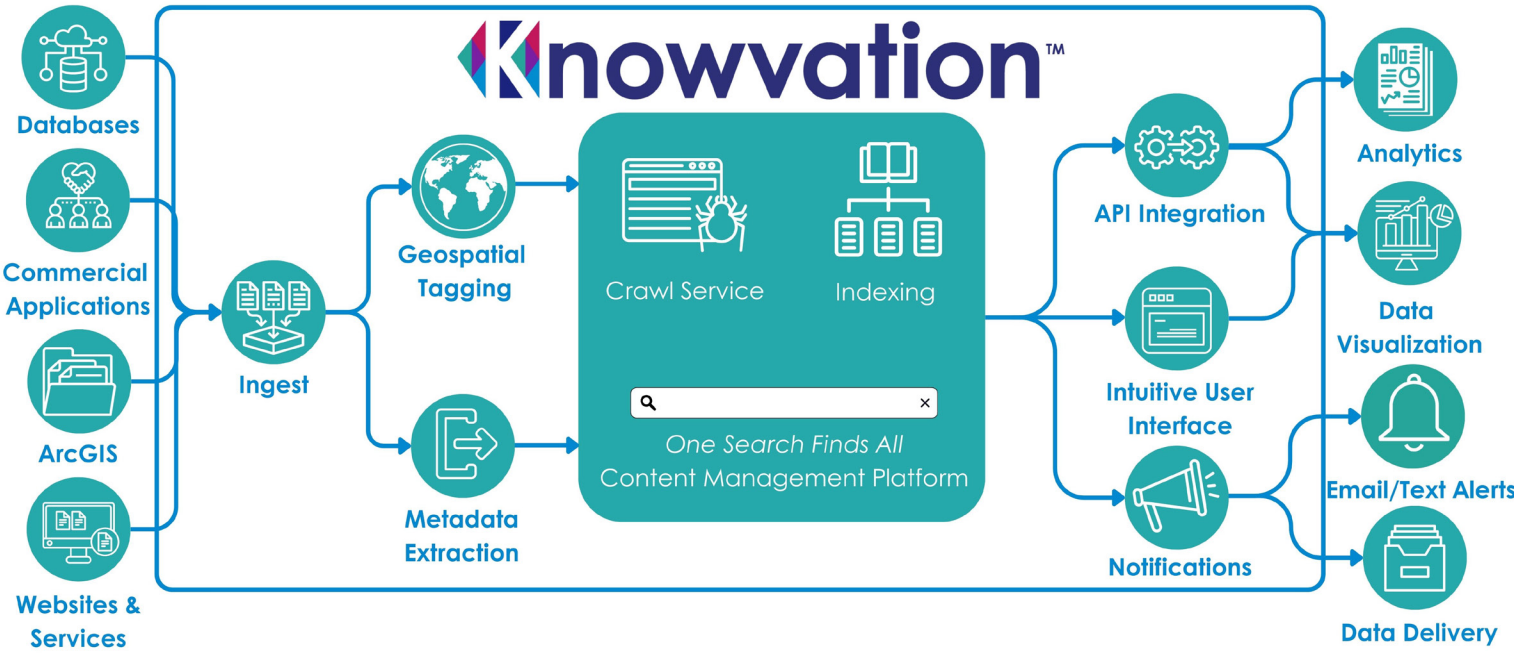 Knowvation™
Databases
Commercial
Applications
ArcGIS
Websites &
Services
Ingest
Geospatial
Tagging
Metadata
Extraction
Crawl Service
Indexing
×
One Search Finds All
Content Management Platform
API Integration
Intuitive User
Interface
Notifications
Analytics
Data
Visualization
Email/Text Alerts
Data Delivery